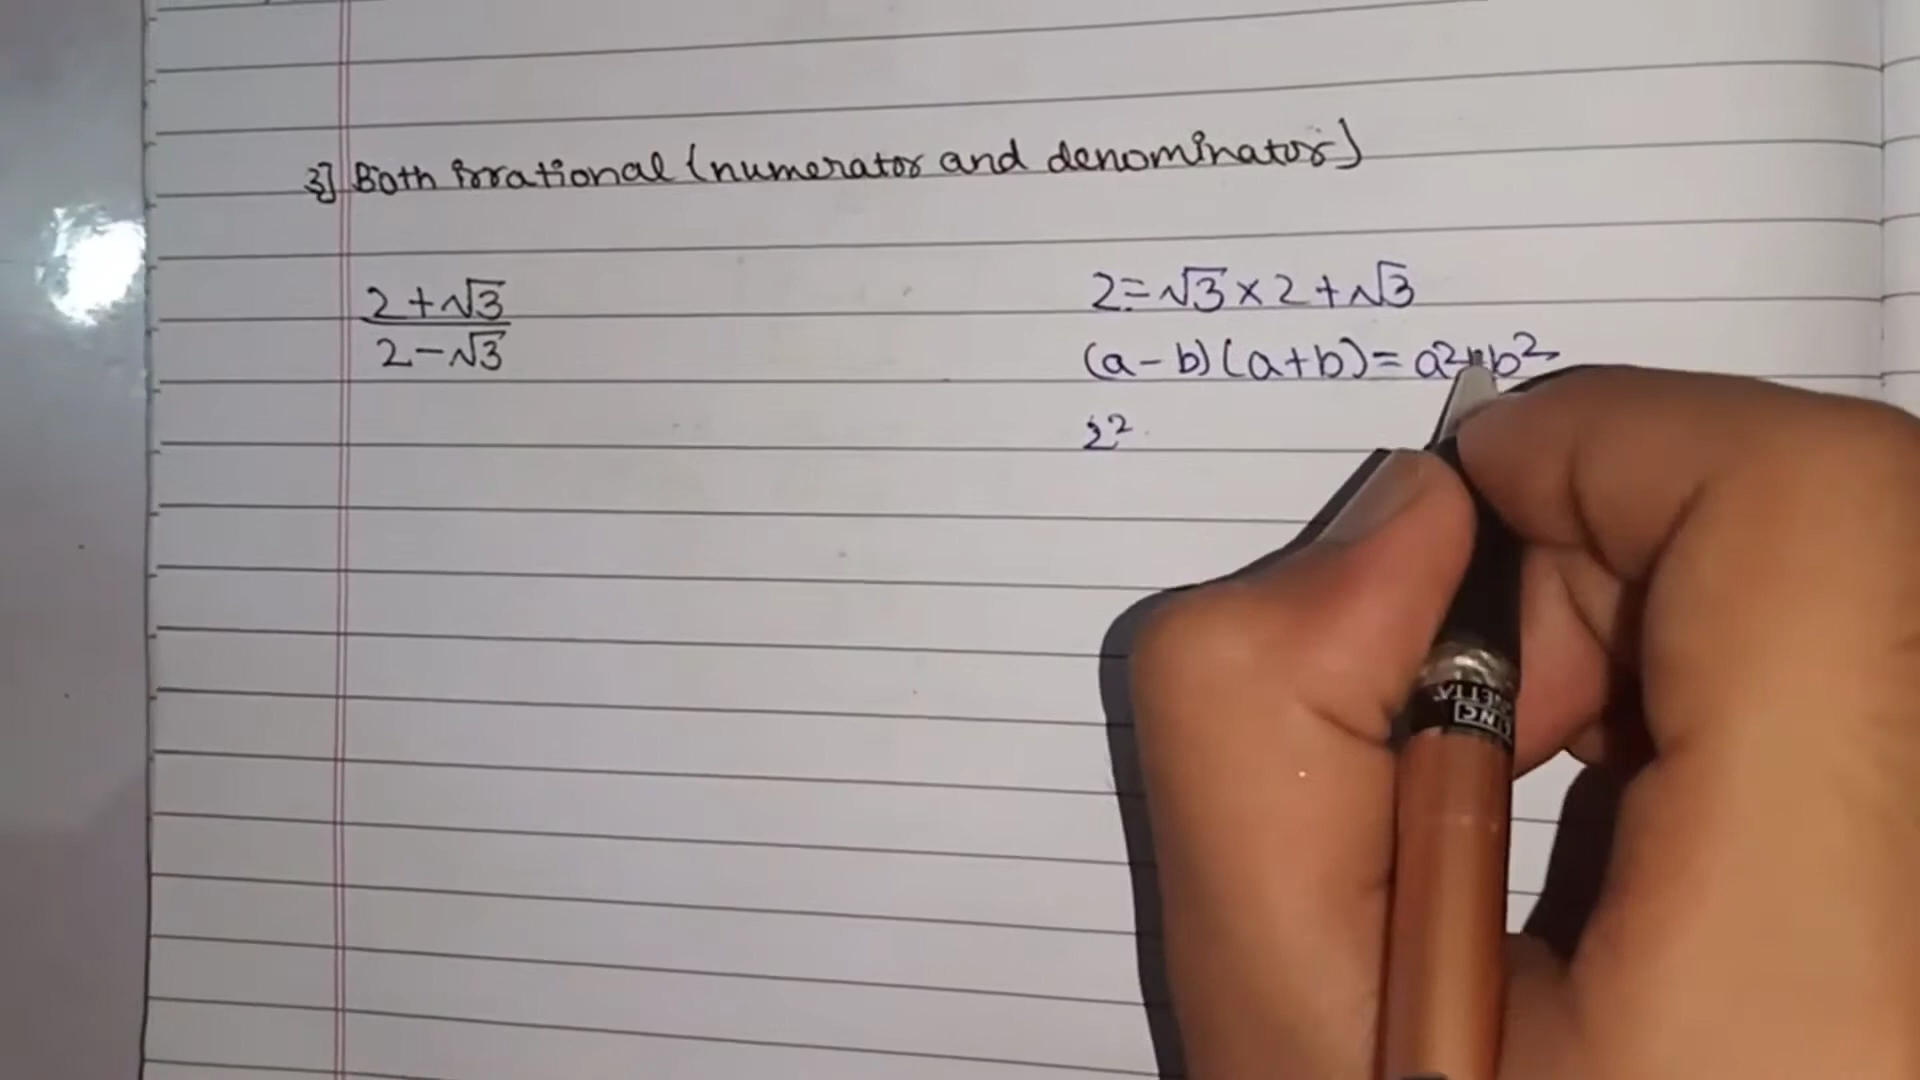 3] Both irrational (numerator and denominator)
2+√3
2-√3
2=√3×2+√3
(a-b)(a+b)=a² b²
2²